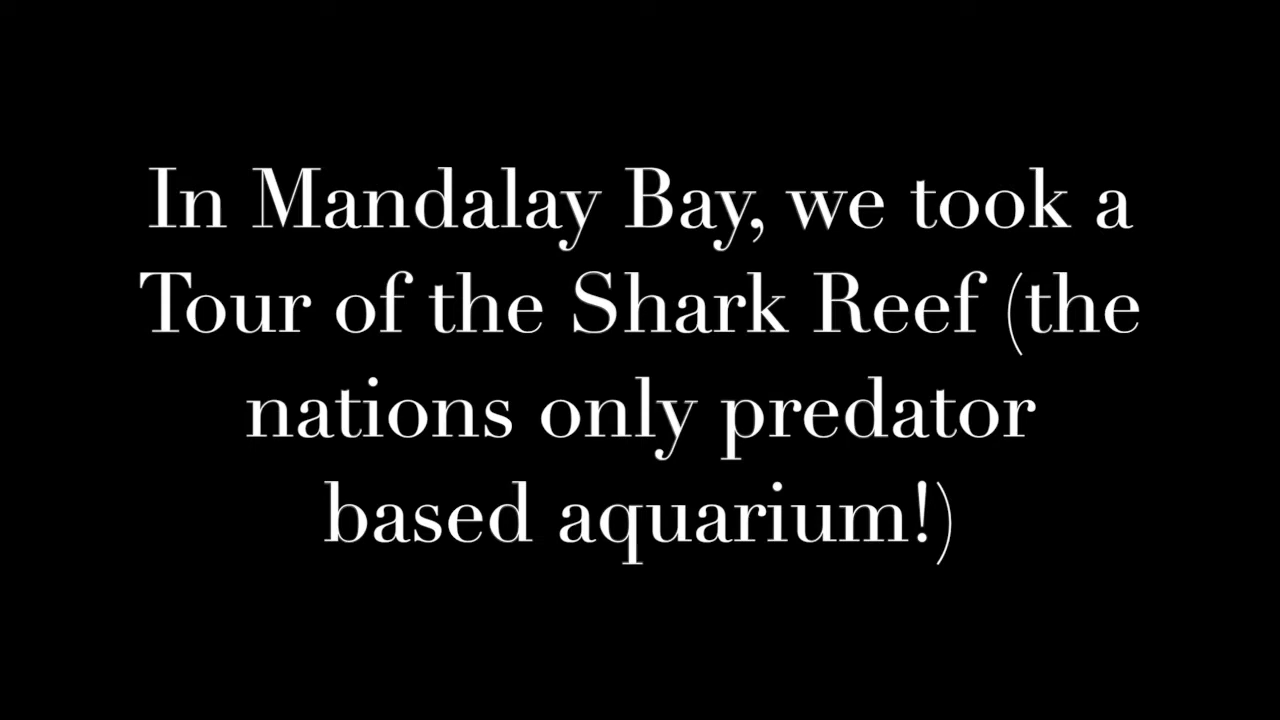 In Mandalay Bay, we took a
Tour of the Shark Reef (the
nations only predator
based aquarium!)